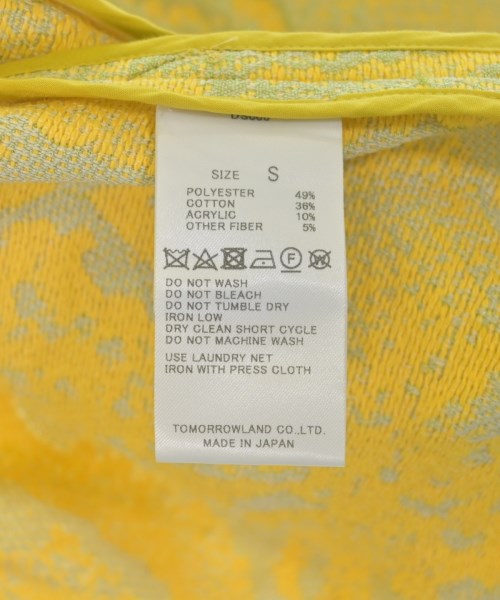 SIZE S
POLYESTER 49%
COTTON 36%
ACRYLIC 10%
OTHER FIBER 5%
DO NOT WASH
DO NOT BLEACH
DO NOT TUMBLE DRY
IRON LOW
DRY CLEAN SHORT CYCLE
DO NOT MACHINE WASH
USE LAUNDRY NET
IRON WITH PRESS CLOTH
TOMORROWLAND CO.,LTD.
MADE IN JAPAN